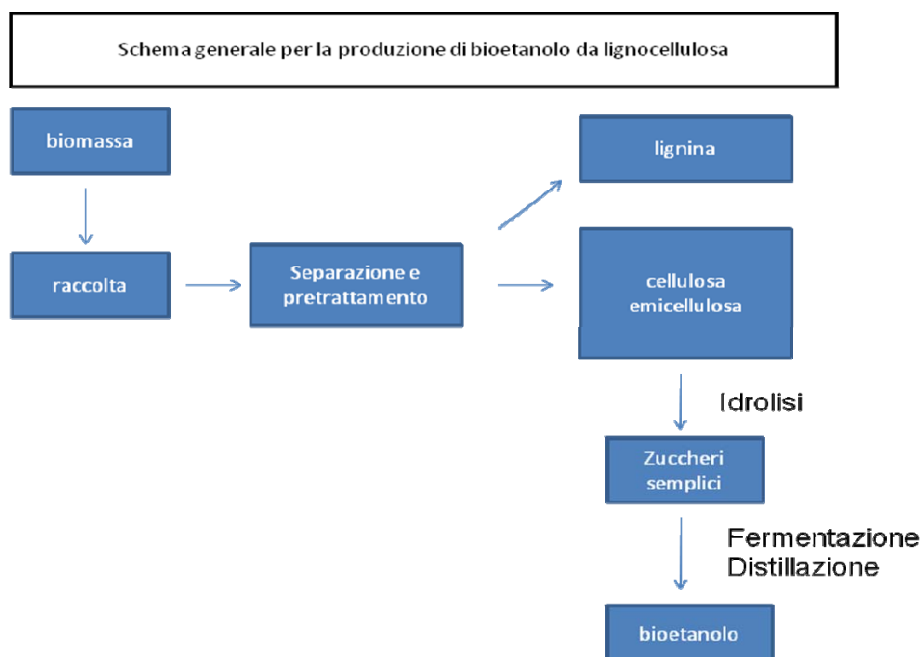 Schema generale per la produzione di bioetanolo da lignocellulosa
biomassa
lignina
raccolta
Separazione e
pretrattamento
cellulosa
emicellulosa
Idrolisi
Zuccheri
semplici
Fermentazione
Distillazione
bioetanolo